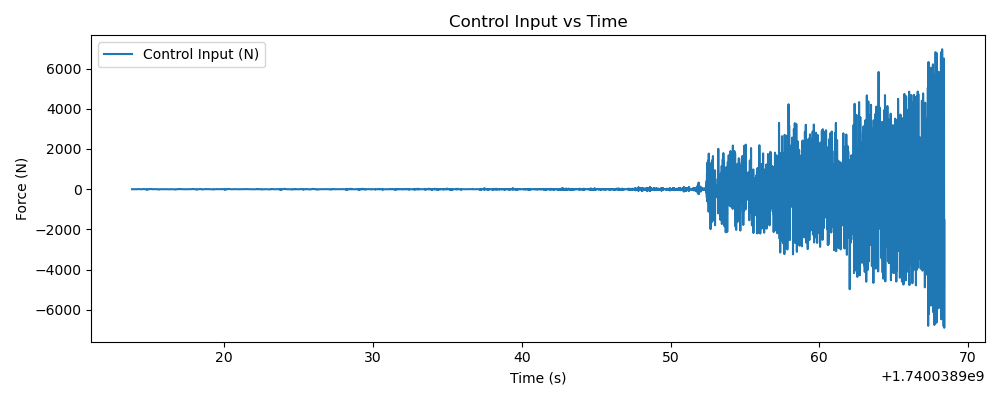 Control Input vs Time
Control Input (N)
6000
4000
2000
0
−2000
−4000
−6000
Force (N)
20
30
40
50
60
70
+1.7400389e9
Time (s)